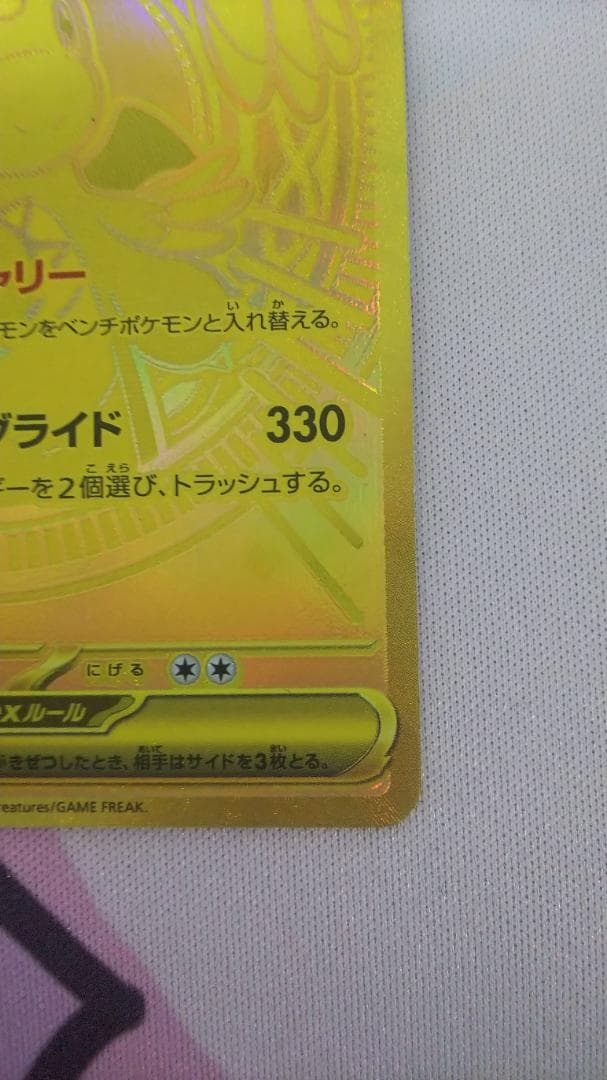 ャリー
モンをベンチポケモンと入れ替える。
グライド 330
ギーを2個選び、トラッシュする。
にげる
exルール
きぜつしたとき、相手はサイドを3枚とる。
reatures/GAME FREAK.